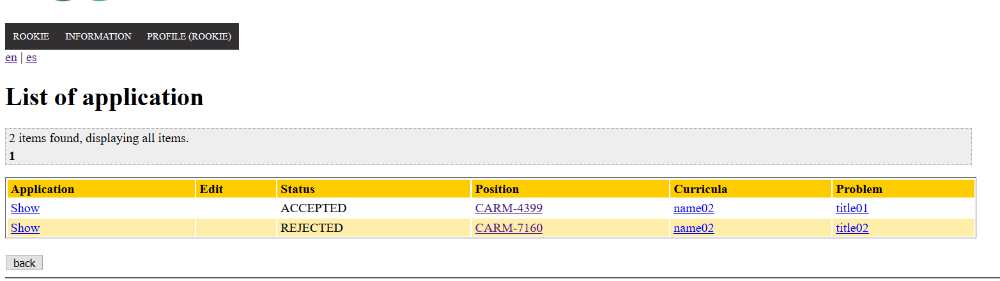 ROOKIE INFORMATION PROFILE (ROOKIE)
en | es
List of application
2 items found, displaying all items.
1
Application Edit Status Position Curricula Problem
Show ACCEPTED CARM-4399 name02 title01
Show REJECTED CARM-7160 name02 title02
back